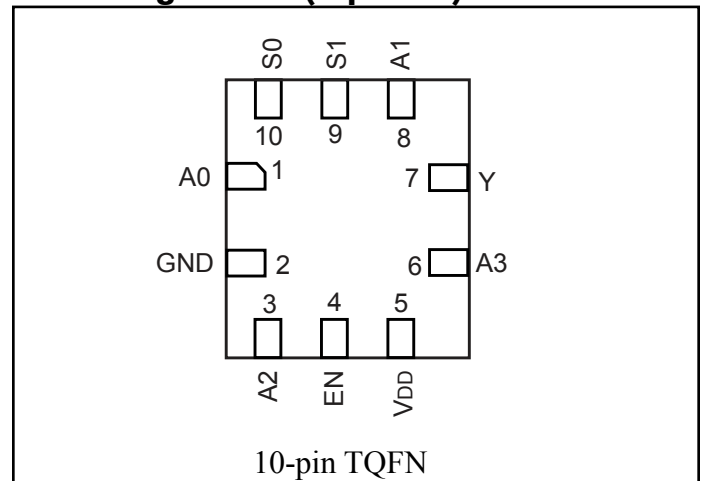 S0 S1 A1
10 9 8
A0 1 7 Y
GND 2 6 A3
3 4 5
A2 EN VDD
10-pin TQFN